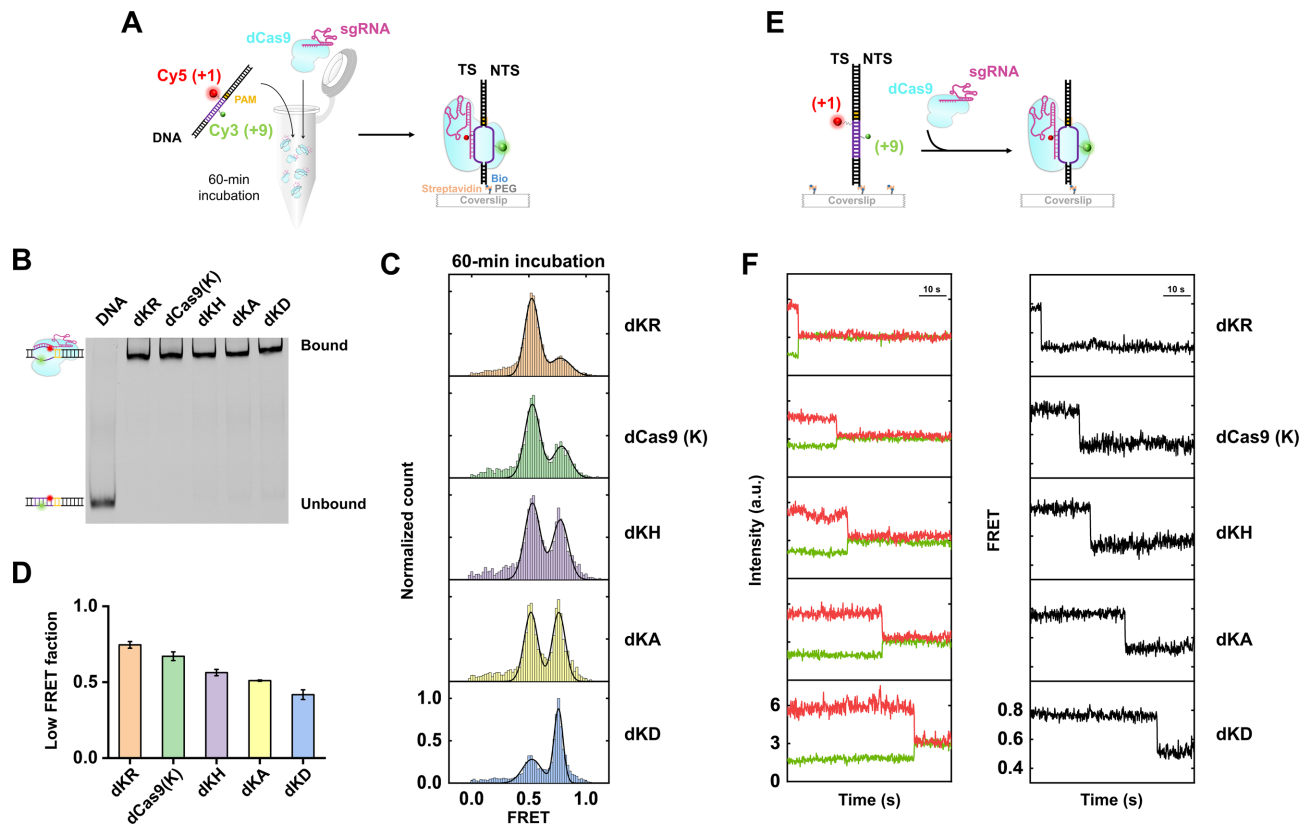 A
dCas9
sgRNA
Cy5 (+1)
PAM
DNA
Cy3 (+9)
60-min
incubation
TS
NTS
Bio
Streptavidin
PEG
Coverslip
B
DNA
dKR
dCas9(K)
dKH
dKA
dKD
Bound
Unbound
C
60-min incubation
dKR
dCas9 (K)
dKH
dKA
dKD
Normalized count
1.0
0.5
0.0
0.0
0.5
1.0
FRET
D
Low FRET faction
1.0
0.5
0.0
dKR
dCas9(K)
dKH
dKA
dKD
E
TS
NTS
(+1)
(+9)
dCas9
sgRNA
Coverslip
Coverslip
F
10 s
10 s
dKR
dCas9 (K)
dKH
dKA
dKD
Intensity (a.u.)
6
3
0
Time (s)
FRET
0.8
0.6
0.4
Time (s)